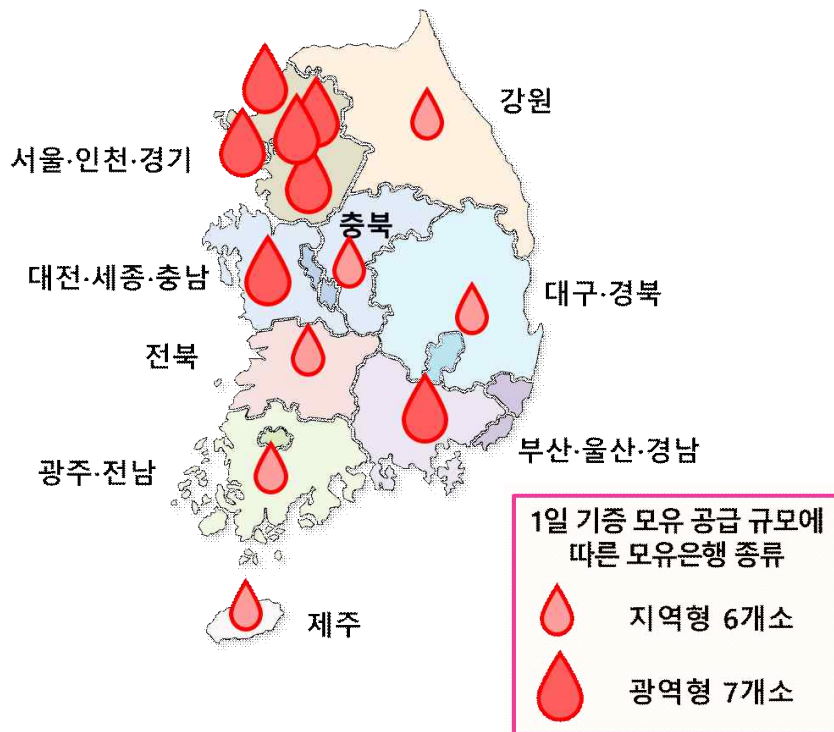 강원
서울·인천·경기
충북
대전·세종·충남
대구·경북
전북
부산·울산·경남
광주·전남
1일 기증 모유 공급 규모에
따른 모유은행 종류
지역형 6개소
제주
광역형 7개소